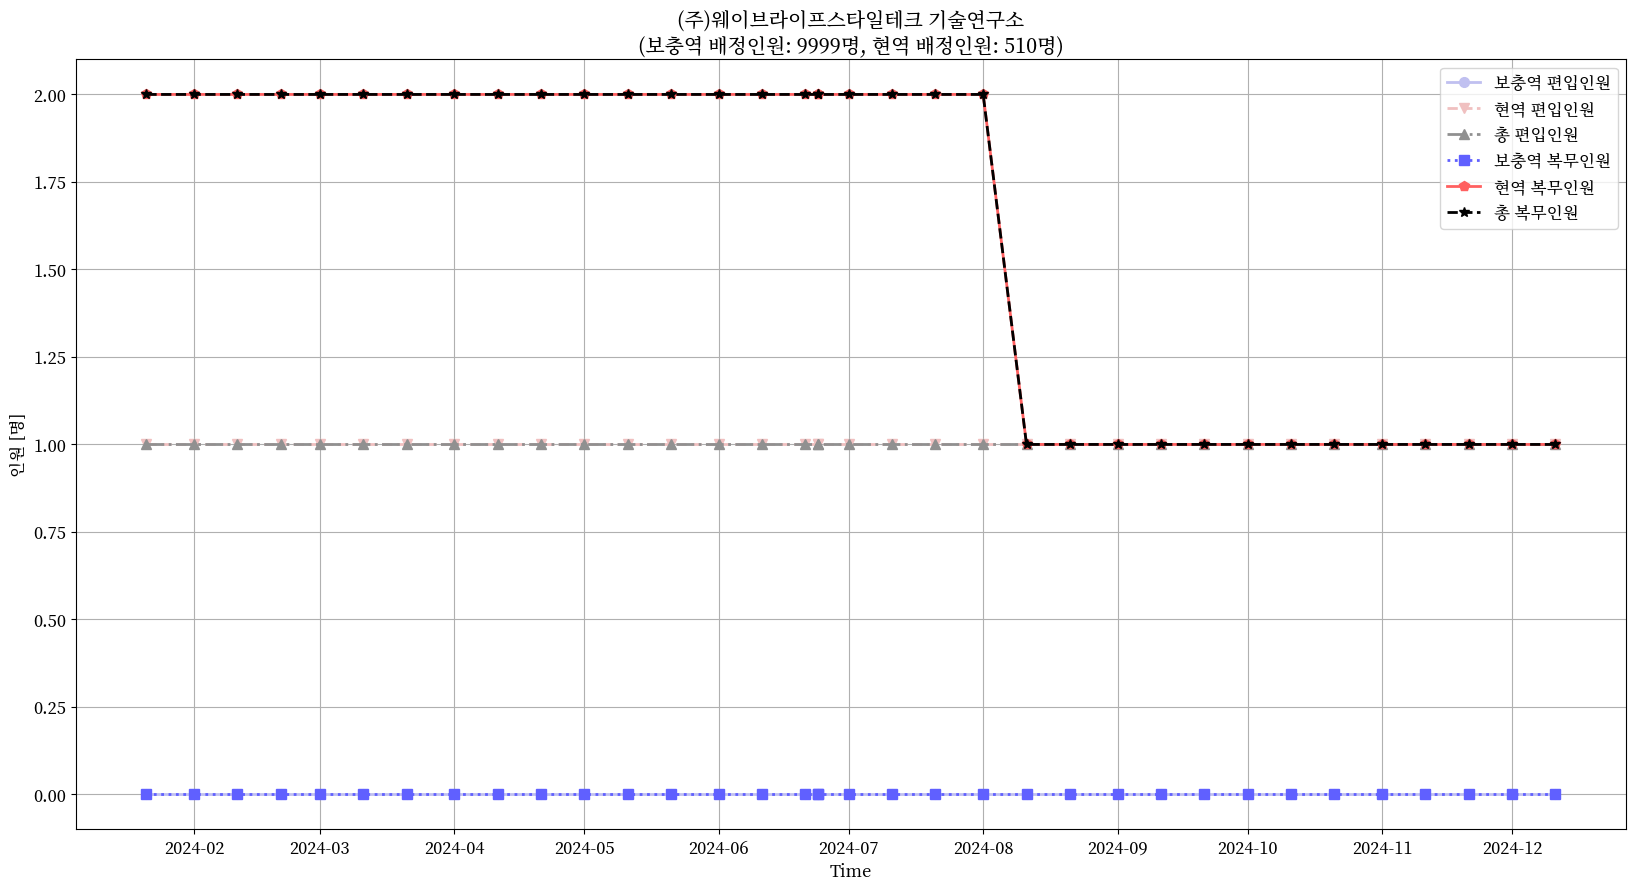 (주)웨이브라이프스타일테크 기술연구소
(보충역 배정인원: 9999명, 현역 배정인원: 510명)
보충역 편입인원
현역 편입인원
총 편입인원
보충역 복무인원
현역 복무인원
총 복무인원
인원 [명]
2.00
1.75
1.50
1.25
1.00
0.75
0.50
0.25
0.00
2024-02 2024-03 2024-04 2024-05 2024-06 2024-07 2024-08 2024-09 2024-10 2024-11 2024-12
Time